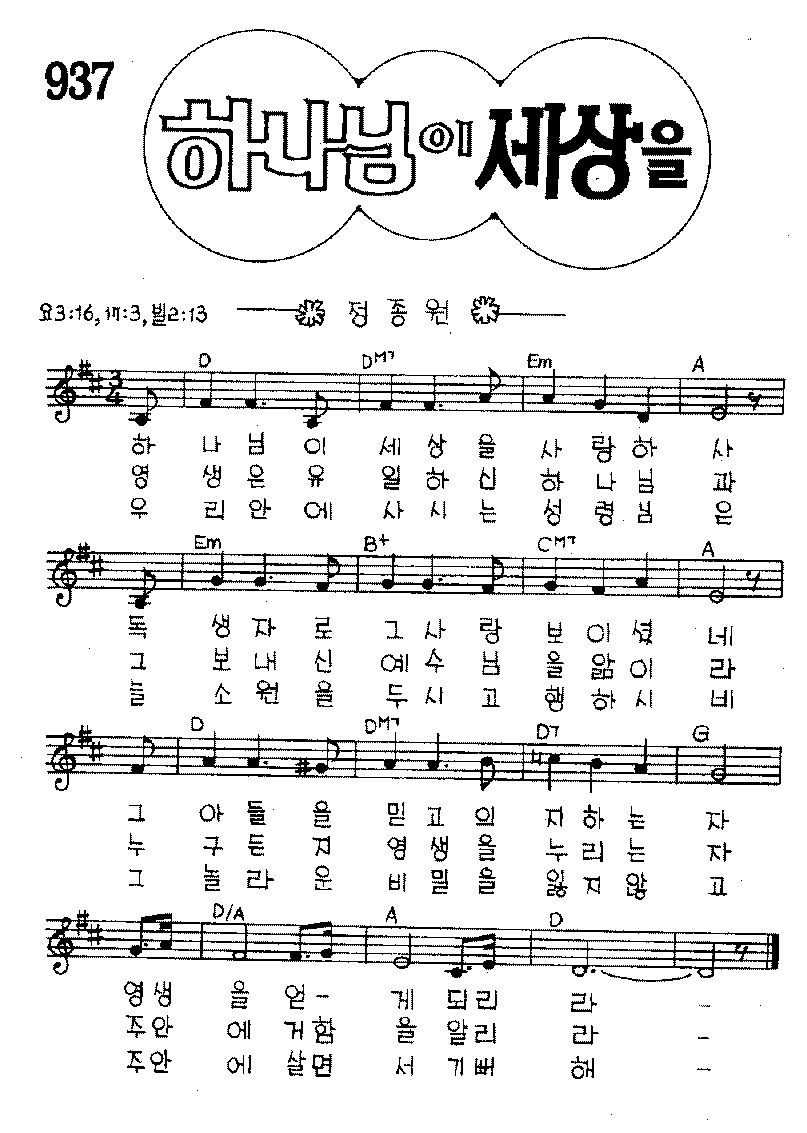 937
하나님이 세상을
요3:16, 17:3, 빌2:13
정종원
D DM7 Em A
하 나 님 이 세 상 을 사 랑 하 사
영 생 은 유 일 하 신 하 나 님 과
우 리 안 에 사 시 는 성 령 님 은
Em B+ CM7 A
독 생 자 로 그 사 랑 보 이 셨 네
그 보 내 신 예 수 님 을 앎 이 라
늘 소 원 을 두 시 고 행 하 시 니
D DM7 D7 G
그 아 들 을 믿 고 의 지 하 는 자
누 구 든 지 영 생 을 누 리 는 자
그 놀 라 운 비 밀 을 잃 지 않 고
D/A A D
영 생 을 얻 - 게 되 리 라 -
주 안 에 거 함 을 알 리 라 -
주 안 에 살 면 서 기 뻐 해 -